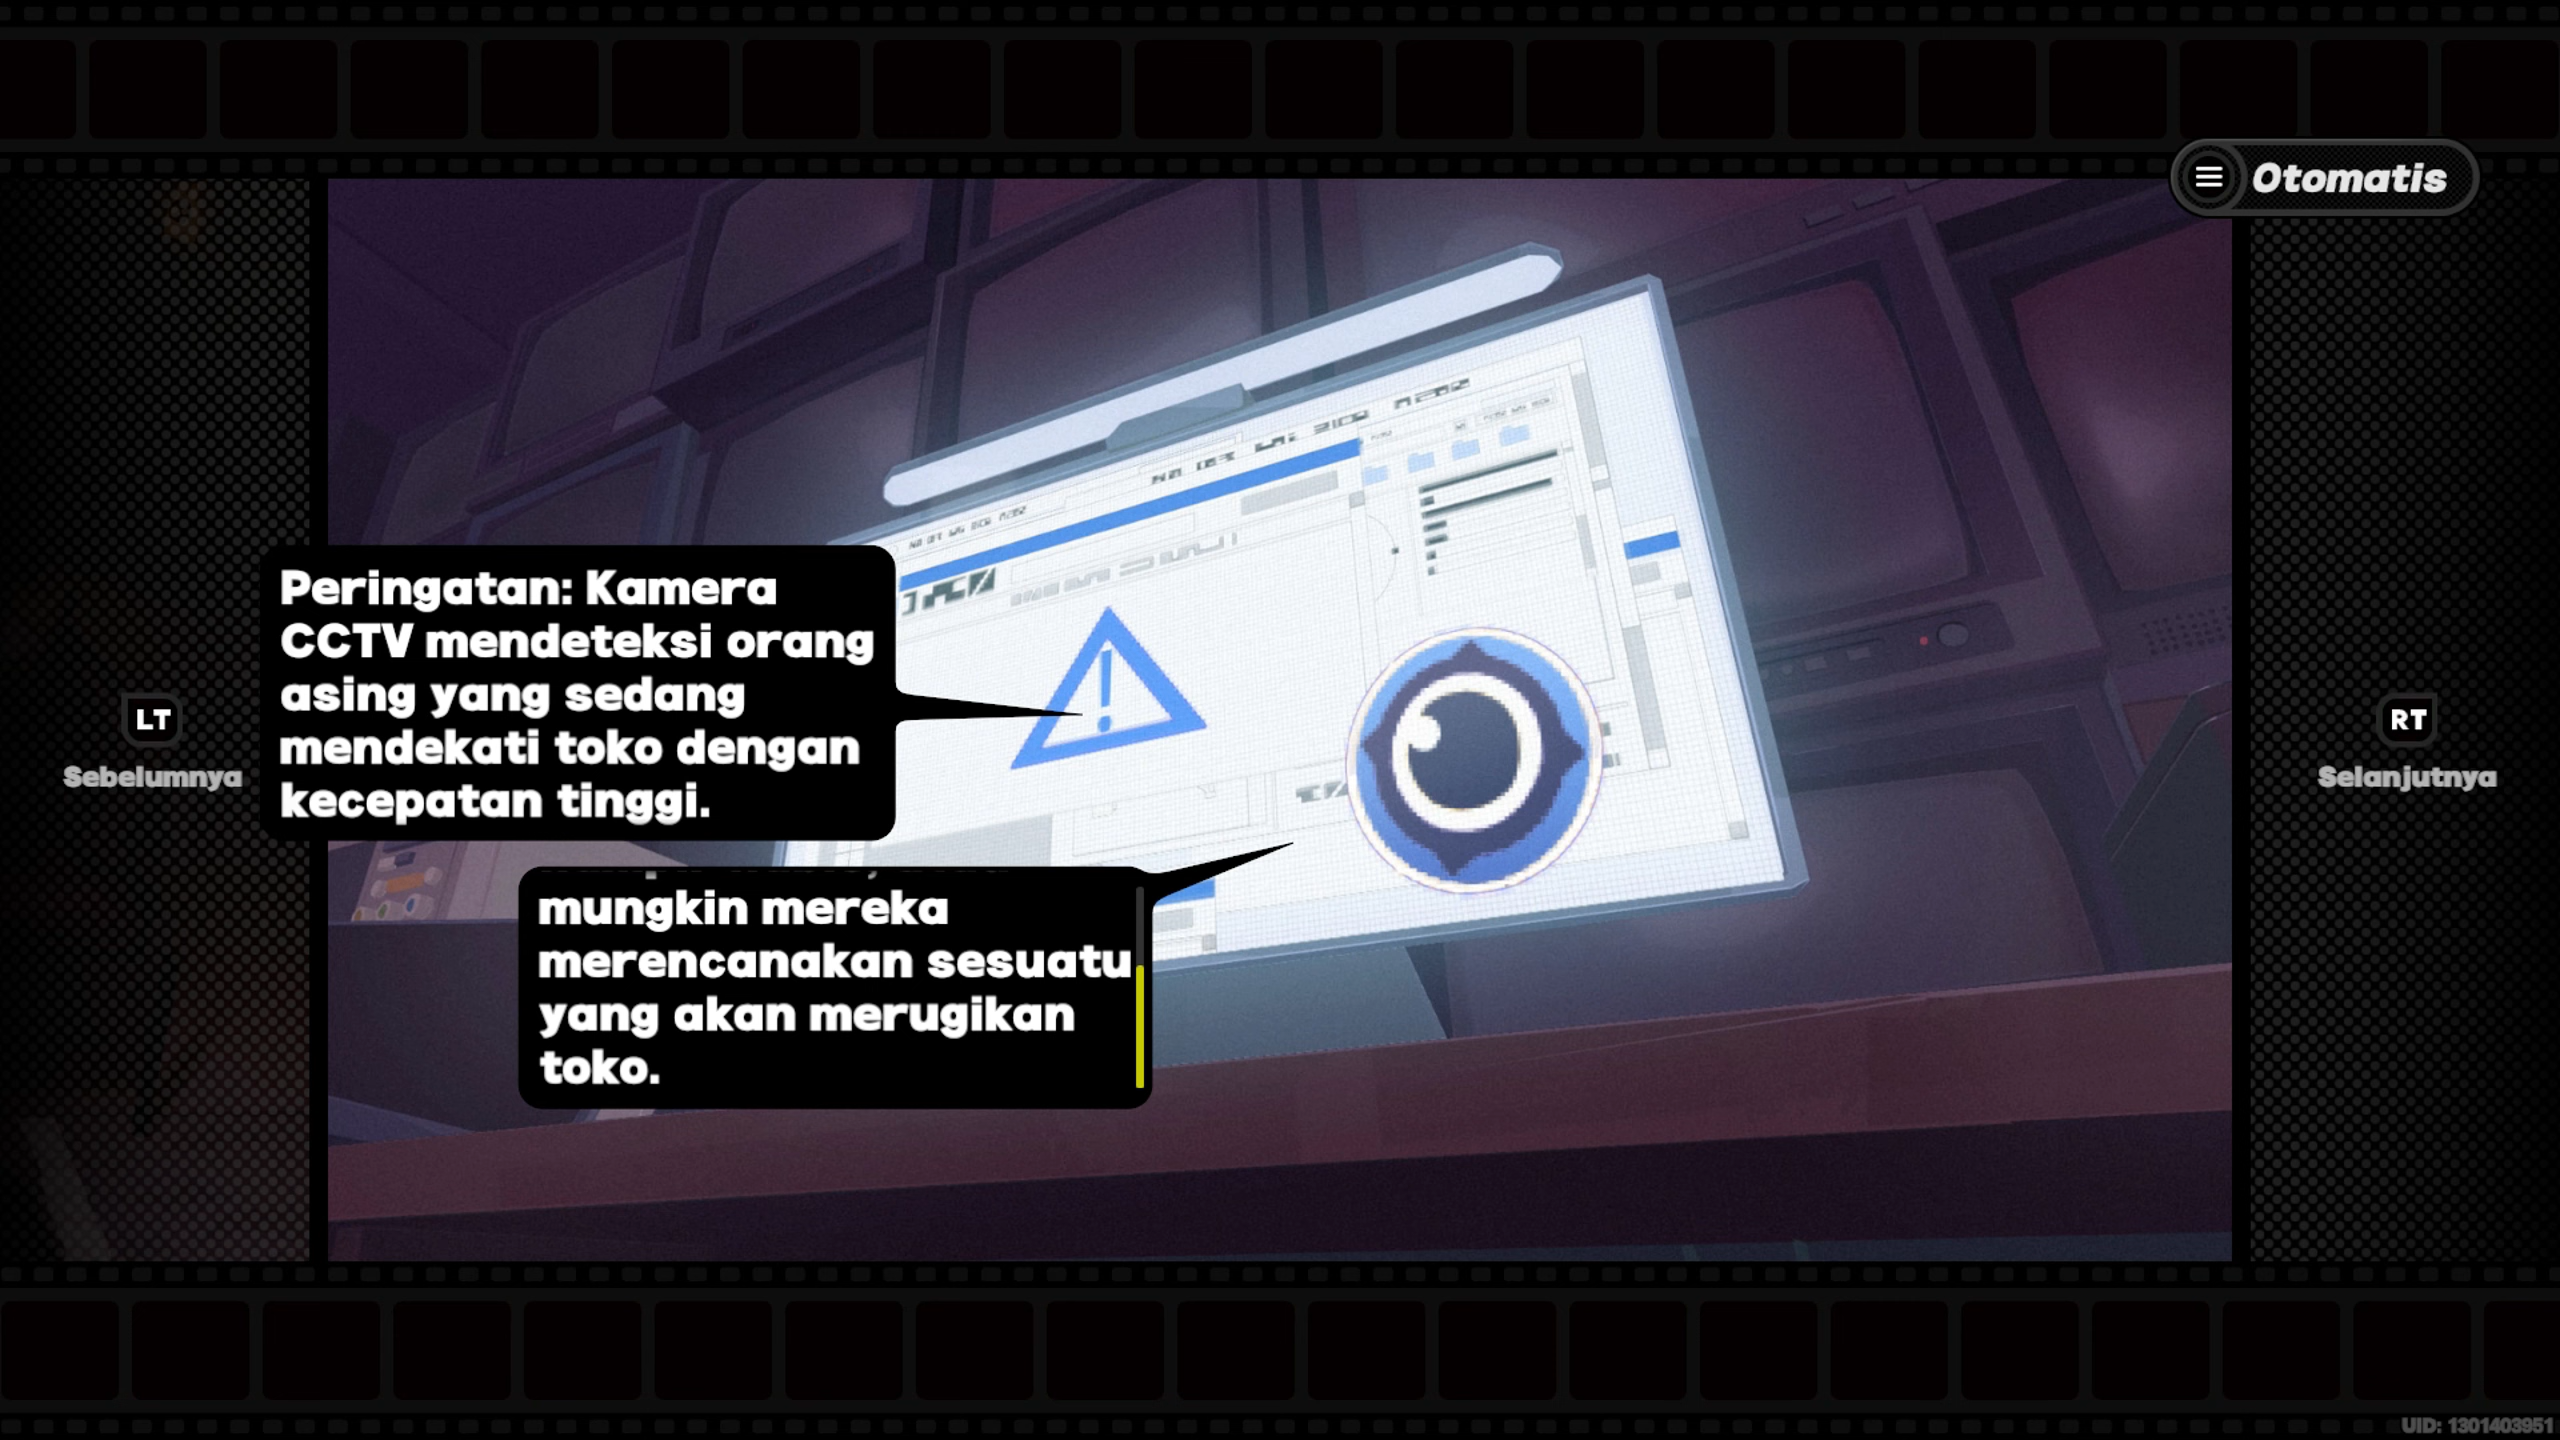 Otomatis
Peringatan: Kamera
CCTV mendeteksi orang
asing yang sedang
mendekati toko dengan
kecepatan tinggi.
LT
Sebelumnya
RT
Selanjutnya
mungkin mereka
merencanakan sesuatu
yang akan merugikan
toko.
UID: 1301403951